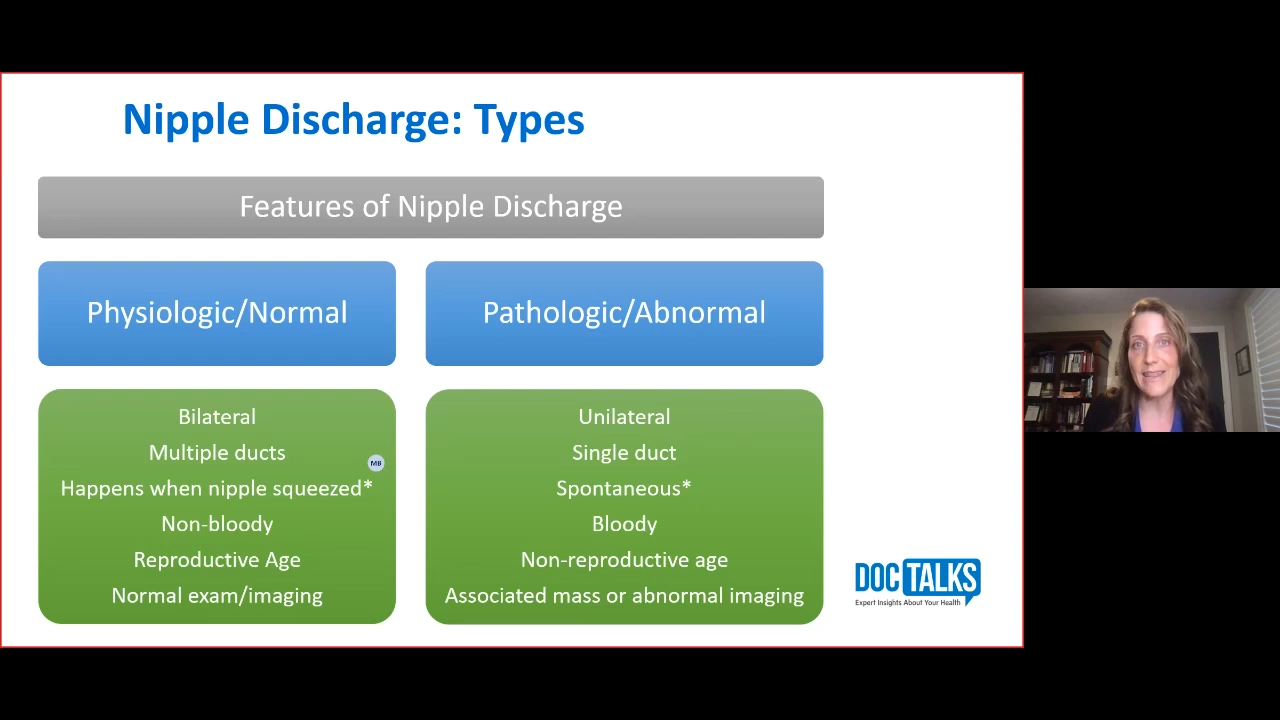 Nipple Discharge: Types
Features of Nipple Discharge
Physiologic/Normal
Pathologic/Abnormal
Bilateral
Multiple ducts
Happens when nipple squeezed*
Non-bloody
Reproductive Age
Normal exam/imaging
MB
Unilateral
Single duct
Spontaneous*
Bloody
Non-reproductive age
Associated mass or abnormal imaging
DOC TALKS
Expert Insights About Your Health